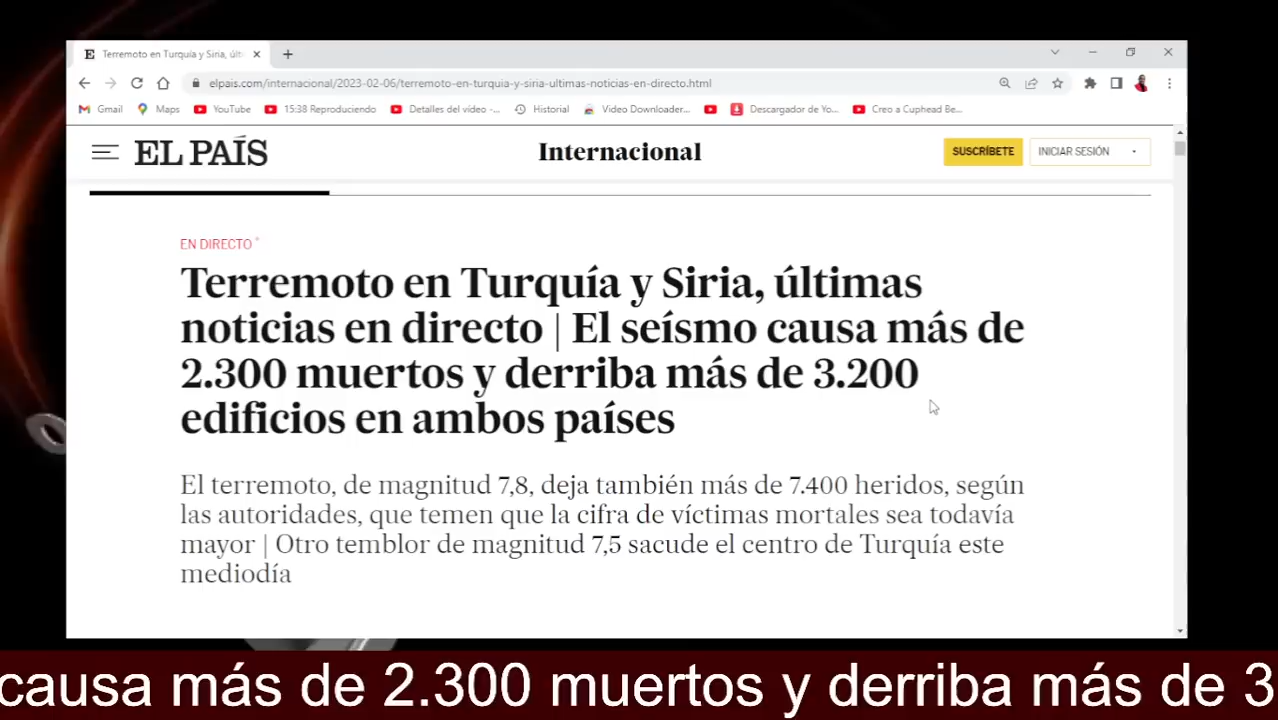 E Terremoto en Turquía y Siria, últi
elpais.com/internacional/2023-02-06/terremoto-en-turquia-y-siria-ultimas-noticias-en-directo.html
Gmail Maps YouTube 15:38 Reproduciendo Detalles del vídeo -... Historial Video Downloader... Descargador de Yo... Creo a Cuphead Be...
EL PAÍS Internacional SUSCRÍBETE INICIAR SESIÓN
EN DIRECTO
Terremoto en Turquía y Siria, últimas
noticias en directo | El seísmo causa más de
2.300 muertos y derriba más de 3.200
edificios en ambos países
El terremoto, de magnitud 7,8, deja también más de 7.400 heridos, según
las autoridades, que temen que la cifra de víctimas mortales sea todavía
mayor | Otro temblor de magnitud 7,5 sacude el centro de Turquía este
mediodía
causa más de 2.300 muertos y derriba más de 3